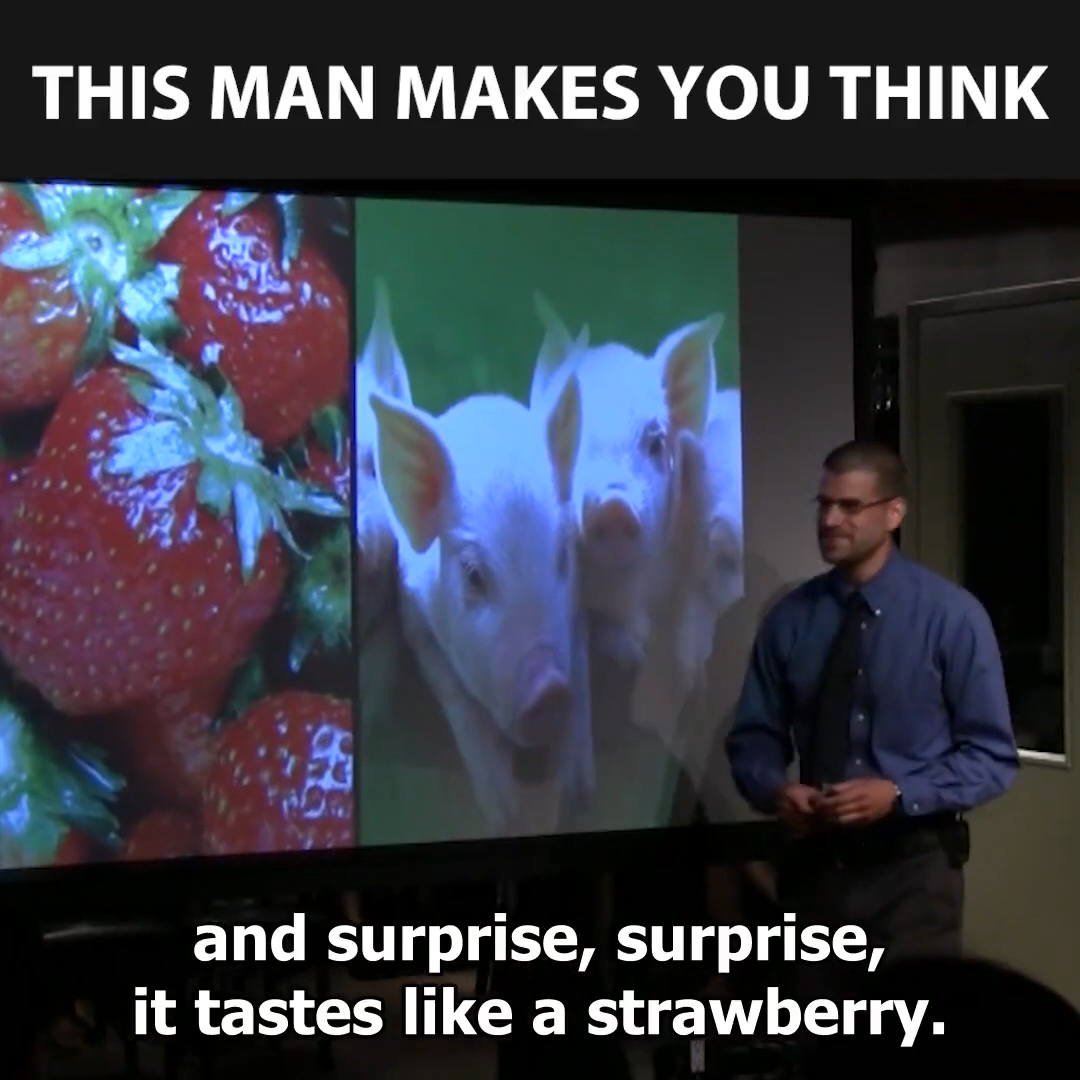 THIS MAN MAKES YOU THINK
and surprise, surprise,
it tastes like a strawberry.